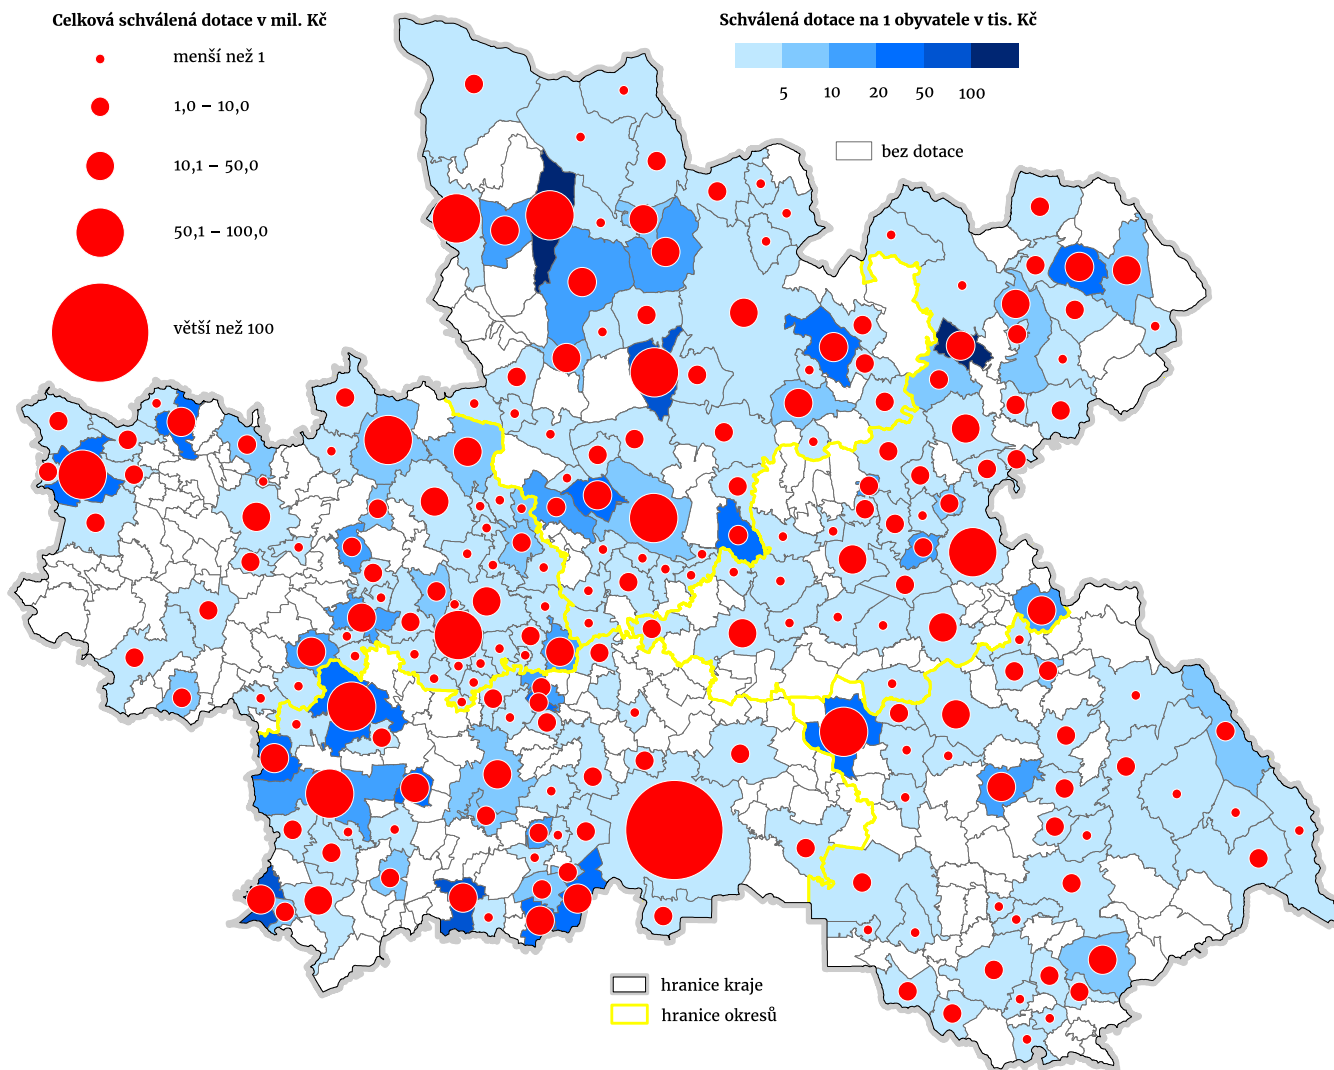 Celková schválená dotace v mil. Kč
menší než 1
1,0 – 10,0
10,1 – 50,0
50,1 – 100,0
větší než 100
Schválená dotace na 1 obyvatele v tis. Kč
5 10 20 50 100
bez dotace
hranice kraje
hranice okresů